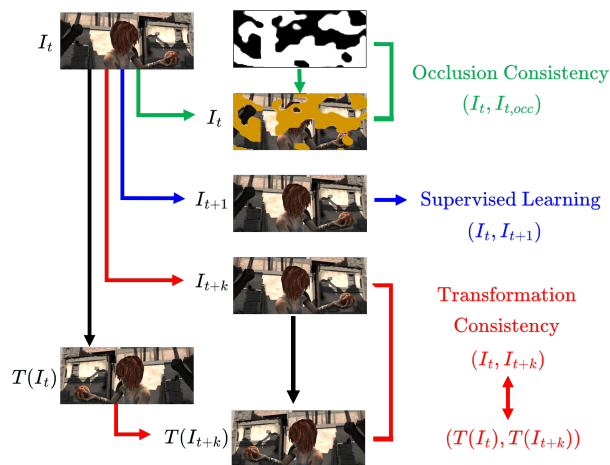 I_t
I_t
Occlusion Consistency
(I_t, I_{t,occ})
I_{t+1}
Supervised Learning
(I_t, I_{t+1})
I_{t+k}
Transformation
Consistency
(I_t, I_{t+k})
T(I_t)
T(I_{t+k})
(T(I_t), T(I_{t+k}))